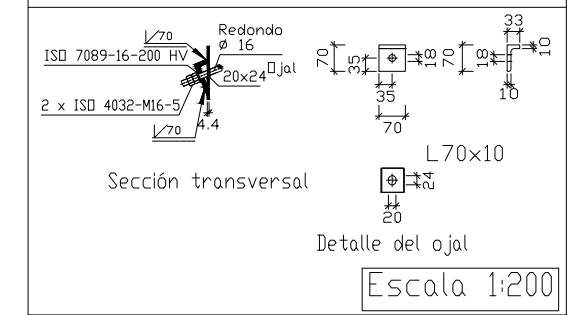 70
Redondo
ø 16
ISO 7089-16-200 HV
20x24 Ojal
2 x ISO 4032-M16-5
70
4.4
Sección transversal
70
35
18
35
70
33
70
18
10
10
L70x10
24
20
Detalle del ojal
Escala 1:200